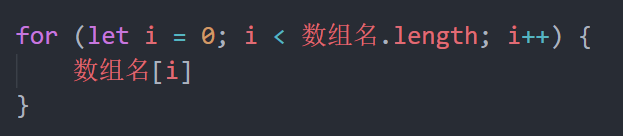 for (let i = 0; i < 数组名.length; i++) {
    数组名[i]
}